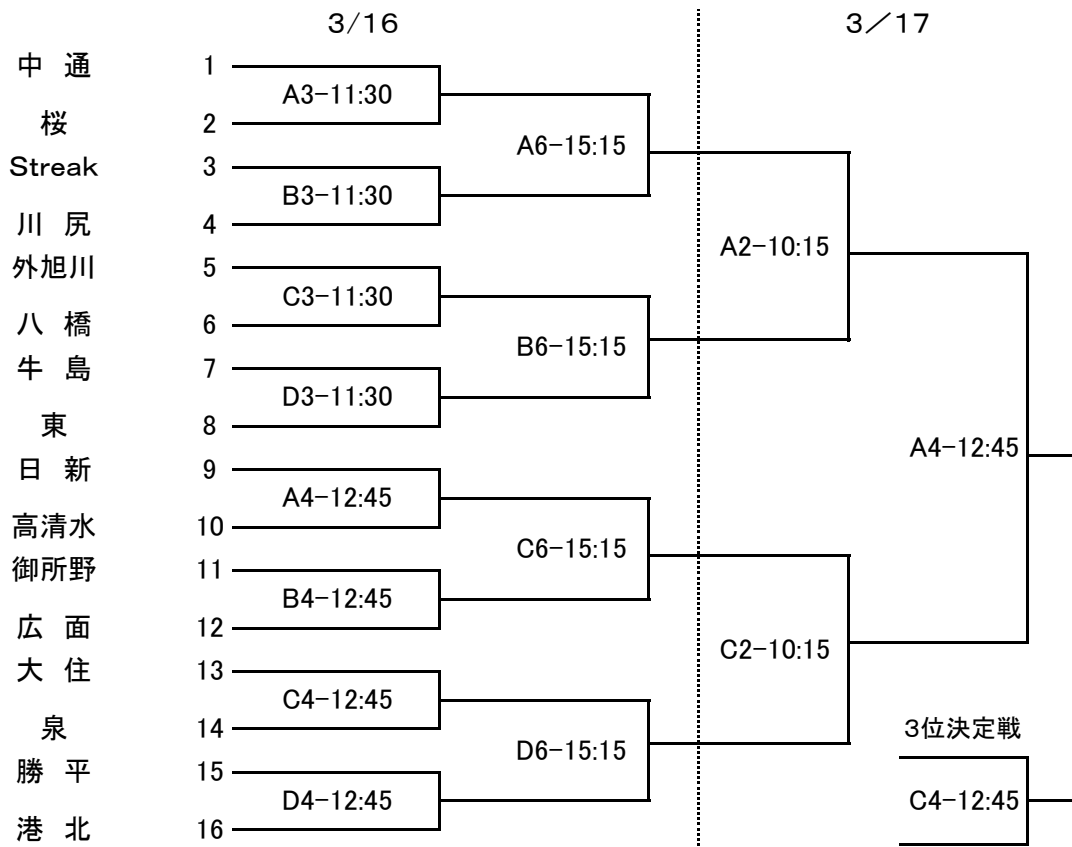 3/16
3／17
中 通 1
A3-11:30
桜 2
A6-15:15
Streak 3
B3-11:30
川 尻 4
A2-10:15
外旭川 5
C3-11:30
八 橋 6
B6-15:15
牛 島 7
D3-11:30
東 8
A4-12:45
日 新 9
A4-12:45
高清水 10
C6-15:15
御所野 11
B4-12:45
広 面 12
C2-10:15
大 住 13
C4-12:45
泉 14
3位決定戦
D6-15:15
勝 平 15
D4-12:45
C4-12:45
港 北 16